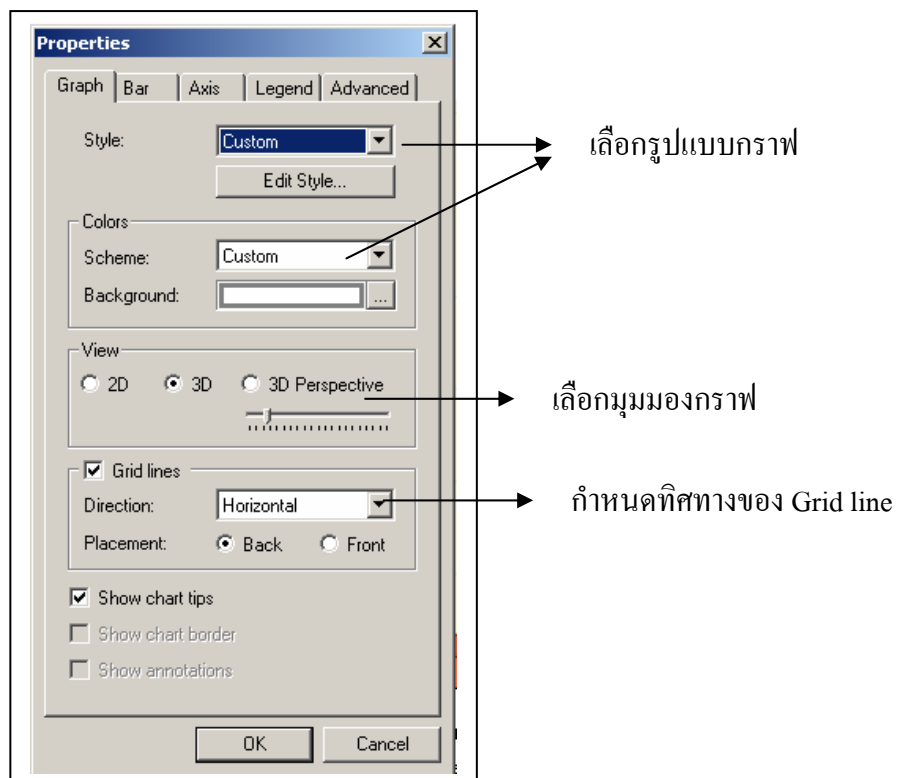 Properties
Graph Bar Axis Legend Advanced
Style: Custom
เลือกรูปแบบกราฟ
Edit Style...
Colors
Scheme: Custom
Background: ...
View
2D 3D 3D Perspective
เลือกมุมมองกราฟ
Grid lines
Direction: Horizontal
กำหนดทิศทางของ Grid line
Placement: Back Front
Show chart tips
Show chart border
Show annotations
OK Cancel